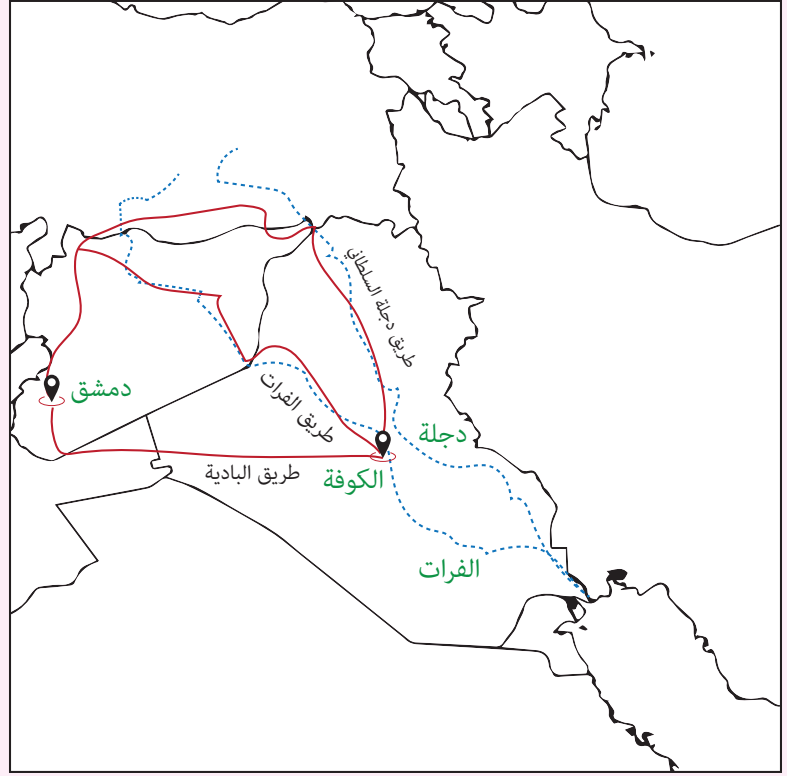 طريق دجلة السلطاني
دمشق
طريق الفرات
دجلة
طريق البادية
الكوفة
الفرات